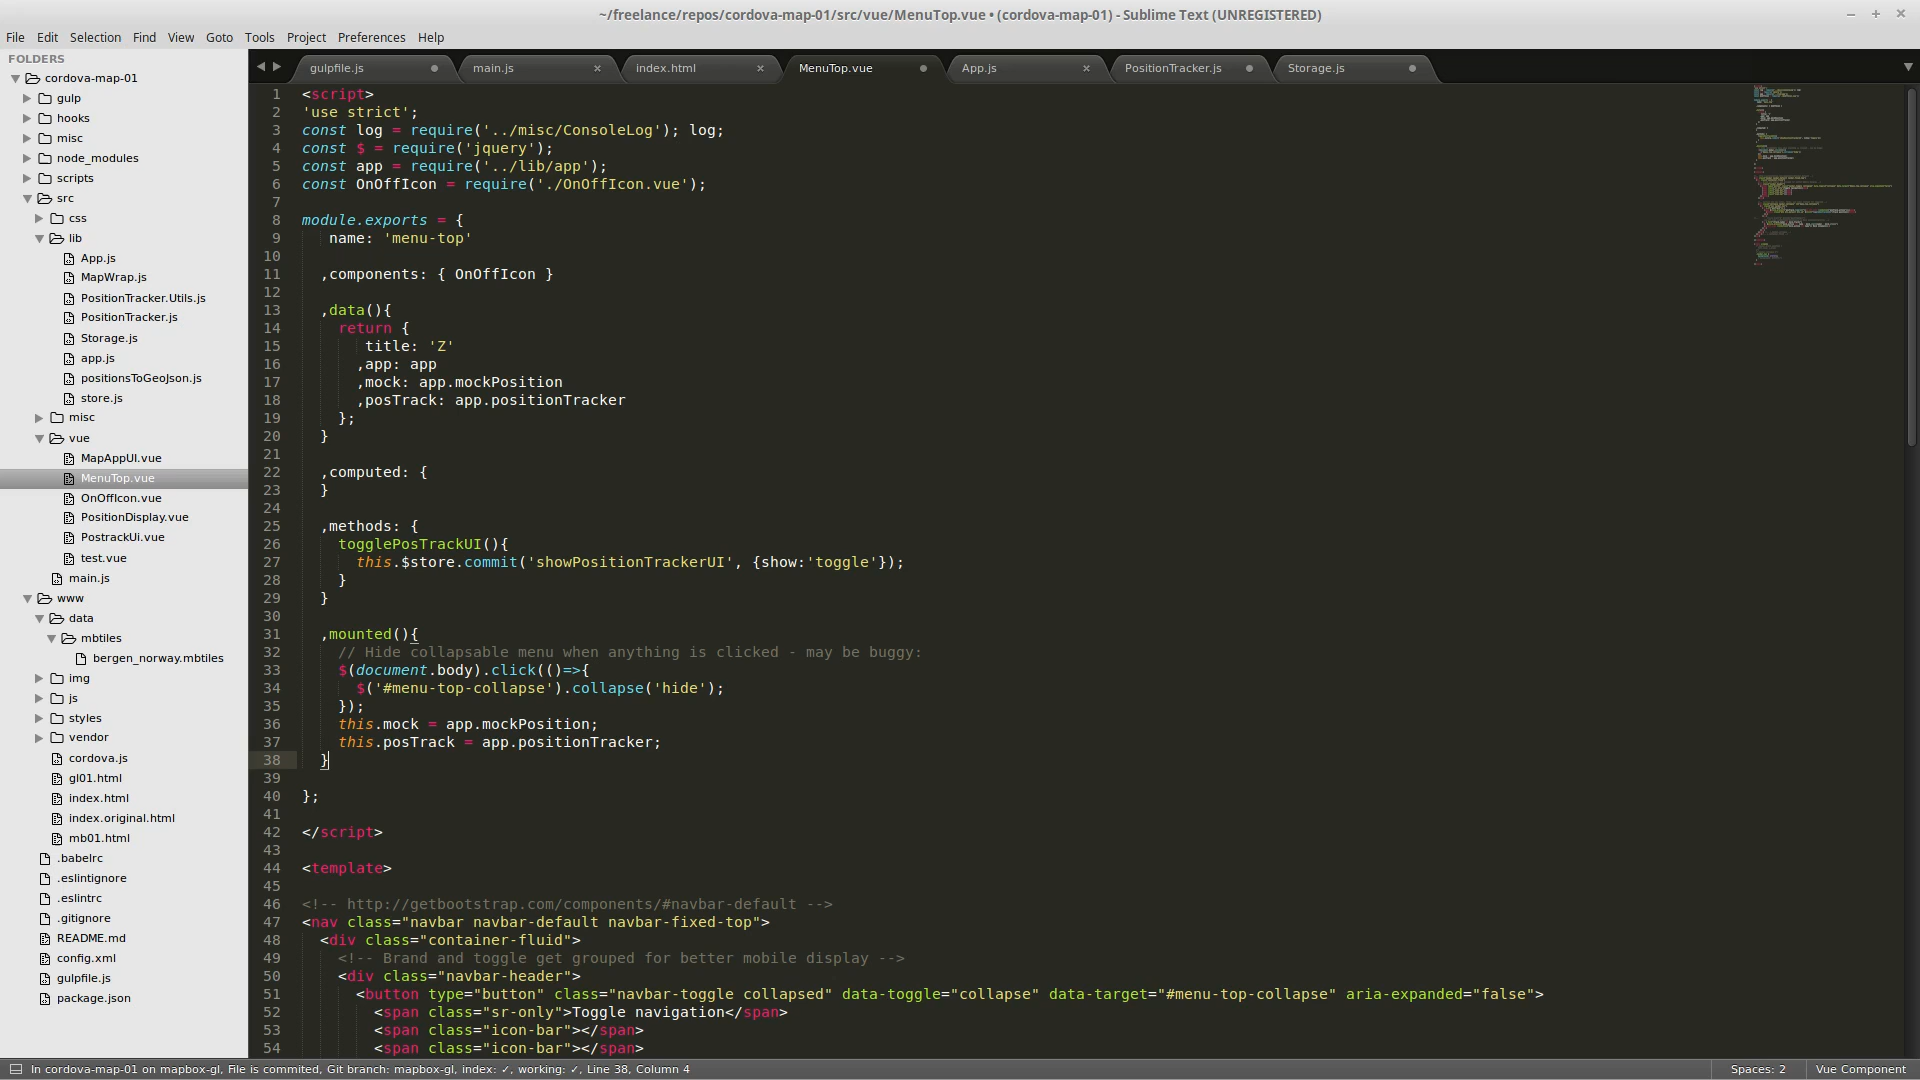 ~/freelance/repos/cordova-map-01/src/vue/MenuTop.vue • (cordova-map-01) - Sublime Text (UNREGISTERED)
File Edit Selection Find View Goto Tools Project Preferences Help
FOLDERS
cordova-map-01
gulp
hooks
misc
node_modules
scripts
src
css
lib
App.js
MapWrap.js
PositionTracker.Utils.js
PositionTracker.js
Storage.js
app.js
positionsToGeoJson.js
store.js
misc
vue
MapAppUI.vue
MenuTop.vue
OnOffIcon.vue
PositionDisplay.vue
PostrackUi.vue
test.vue
main.js
www
data
mbtiles
bergen_norway.mbtiles
img
js
styles
vendor
cordova.js
gl01.html
index.html
index.original.html
mb01.html
.babelrc
.eslintignore
.eslintrc
.gitignore
README.md
config.xml
gulpfile.js
package.json
gulpfile.js main.js index.html MenuTop.vue App.js PositionTracker.js Storage.js
1 <script>
2 'use strict';
3 const log = require('../misc/ConsoleLog'); log;
4 const $ = require('jquery');
5 const app = require('../lib/app');
6 const OnOffIcon = require('./OnOffIcon.vue');
7
8 module.exports = {
9    name: 'menu-top'
10
11   ,components: { OnOffIcon }
12
13   ,data(){
14     return {
15        title: 'Z'
16       ,app: app
17       ,mock: app.mockPosition
18       ,posTrack: app.positionTracker
19     };
20   }
21
22   ,computed: {
23   }
24
25   ,methods: {
26     togglePosTrackUI(){
27       this.$store.commit('showPositionTrackerUI', {show:'toggle'});
28     }
29   }
30
31   ,mounted(){
32     // Hide collapsable menu when anything is clicked - may be buggy:
33     $(document.body).click(()=>{
34       $('#menu-top-collapse').collapse('hide');
35     });
36     this.mock = app.mockPosition;
37     this.posTrack = app.positionTracker;
38   }
39
40 };
41
42 </script>
43
44 <template>
45
46 <!-- http://getbootstrap.com/components/#navbar-default -->
47 <nav class="navbar navbar-default navbar-fixed-top">
48   <div class="container-fluid">
49     <!-- Brand and toggle get grouped for better mobile display -->
50     <div class="navbar-header">
51       <button type="button" class="navbar-toggle collapsed" data-toggle="collapse" data-target="#menu-top-collapse" aria-expanded="false">
52         <span class="sr-only">Toggle navigation</span>
53         <span class="icon-bar"></span>
54         <span class="icon-bar"></span>
In cordova-map-01 on mapbox-gl, File is commited, Git branch: mapbox-gl, index: ✓, working: ✓, Line 38, Column 4 Spaces: 2 Vue Component